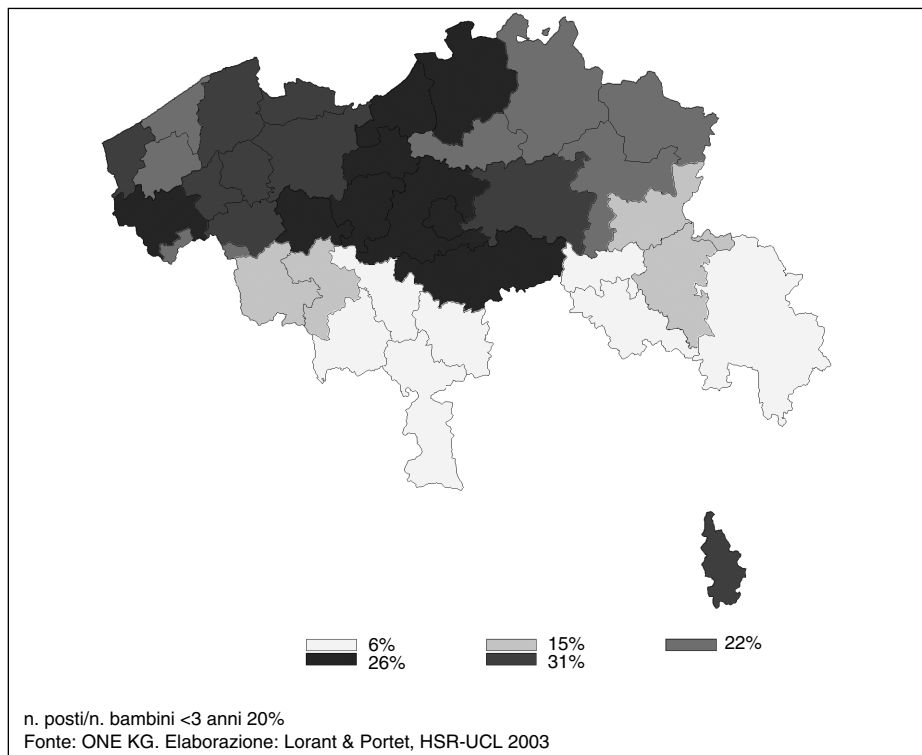 6% 15% 22%
26% 31%
n. posti/n. bambini <3 anni 20%
Fonte: ONE KG. Elaborazione: Lorant & Portet, HSR-UCL 2003